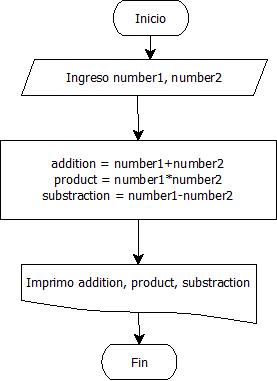 Inicio
Ingreso number1, number2
addition = number1+number2
product = number1*number2
substraction = number1-number2
Imprimo addition, product, substraction
Fin